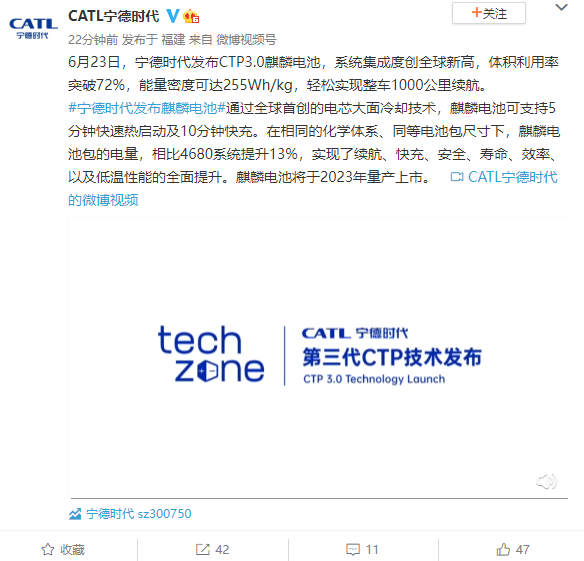 CATL
宁德时代
CATL宁德时代
+关注
22分钟前 发布于 福建 来自 微博视频号
6月23日，宁德时代发布CTP3.0麒麟电池，系统集成度创全球新高，体积利用率
突破72%，能量密度可达255Wh/kg，轻松实现整车1000公里续航。
#宁德时代发布麒麟电池#通过全球首创的电芯大面冷却技术，麒麟电池可支持5
分钟快速热启动及10分钟快充。在相同的化学体系、同等电池包尺寸下，麒麟电
池包的电量，相比4680系统提升13%，实现了续航、快充、安全、寿命、效率、
以及低温性能的全面提升。麒麟电池将于2023年量产上市。 CATL宁德时代
的微博视频
tech
zone
CATL 宁德时代
第三代CTP技术发布
CTP 3.0 Technology Launch
宁德时代 sz300750
收藏
42
11
47